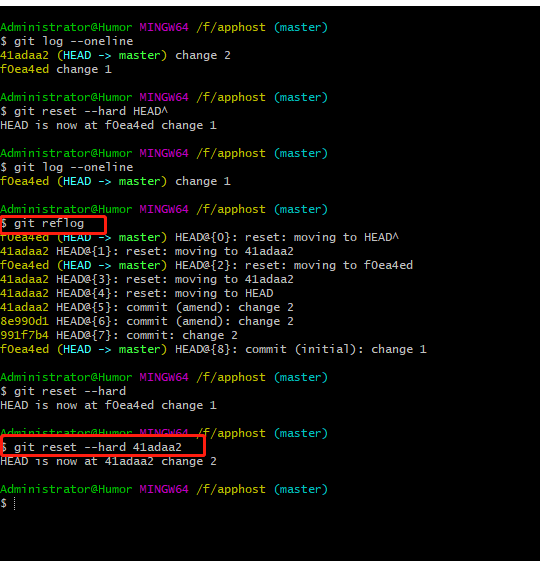 Administrator@Humor MINGW64 /f/apphost (master)
$ git log --oneline
41adaa2 (HEAD -> master) change 2
f0ea4ed change 1
Administrator@Humor MINGW64 /f/apphost (master)
$ git reset --hard HEAD^
HEAD is now at f0ea4ed change 1
Administrator@Humor MINGW64 /f/apphost (master)
$ git log --oneline
f0ea4ed (HEAD -> master) change 1
Administrator@Humor MINGW64 /f/apphost (master)
$ git reflog
f0ea4ed (HEAD -> master) HEAD@{0}: reset: moving to HEAD^
41adaa2 HEAD@{1}: reset: moving to 41adaa2
f0ea4ed (HEAD -> master) HEAD@{2}: reset: moving to f0ea4ed
41adaa2 HEAD@{3}: reset: moving to 41adaa2
41adaa2 HEAD@{4}: reset: moving to HEAD
41adaa2 HEAD@{5}: commit (amend): change 2
8e990d1 HEAD@{6}: commit (amend): change 2
991f7b4 HEAD@{7}: commit: change 2
f0ea4ed (HEAD -> master) HEAD@{8}: commit (initial): change 1
Administrator@Humor MINGW64 /f/apphost (master)
$ git reset --hard
HEAD is now at f0ea4ed change 1
Administrator@Humor MINGW64 /f/apphost (master)
$ git reset --hard 41adaa2
HEAD is now at 41adaa2 change 2
Administrator@Humor MINGW64 /f/apphost (master)
$